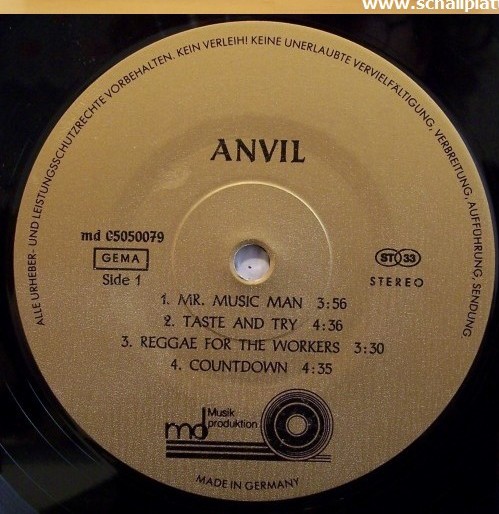 www.schallplat
ALLE URHEBER- UND LEISTUNGSSCHUTZRECHTE VORBEHALTEN. KEIN VERLEIH! KEINE UNERLAUBTE VERVIELFÄLTIGUNG, VERBREITUNG, AUFFÜHRUNG, SENDUNG
ANVIL
md C5050079
GEMA
Side 1
ST 33
STEREO
1. MR. MUSIC MAN 3:56
2. TASTE AND TRY 4:36
3. REGGAE FOR THE WORKERS 3:30
4. COUNTDOWN 4:35
md Musik
produktion
MADE IN GERMANY